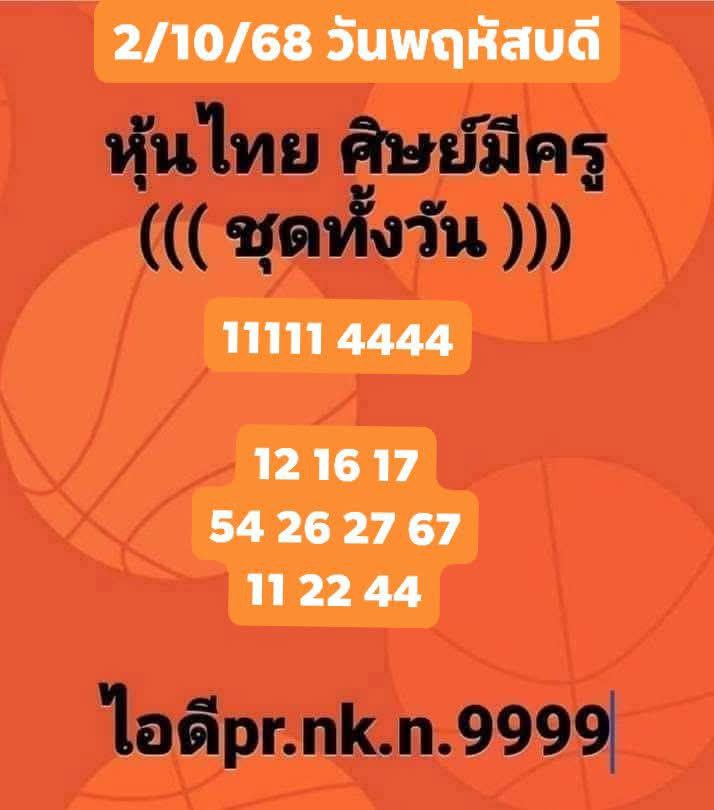 2/10/68 วันพฤหัสบดี
หุ้นไทย ศิษย์มีครู
((( ชุดทั้งวัน )))
11111 4444
12 16 17
54 26 27 67
11 22 44
ไอดีpr.nk.n.9999